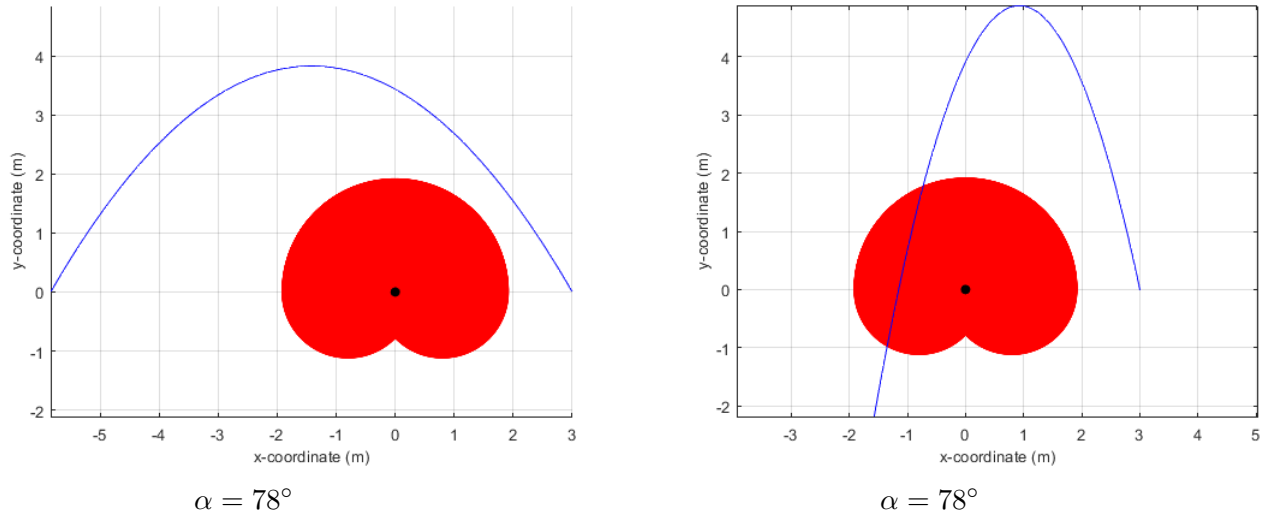 4
3
2
1
0
-1
-2
y-coordinate (m)
-5 -4 -3 -2 -1 0 1 2 3
x-coordinate (m)
α = 78°
4
3
2
1
0
-1
-2
y-coordinate (m)
-3 -2 -1 0 1 2 3 4 5
x-coordinate (m)
α = 78°